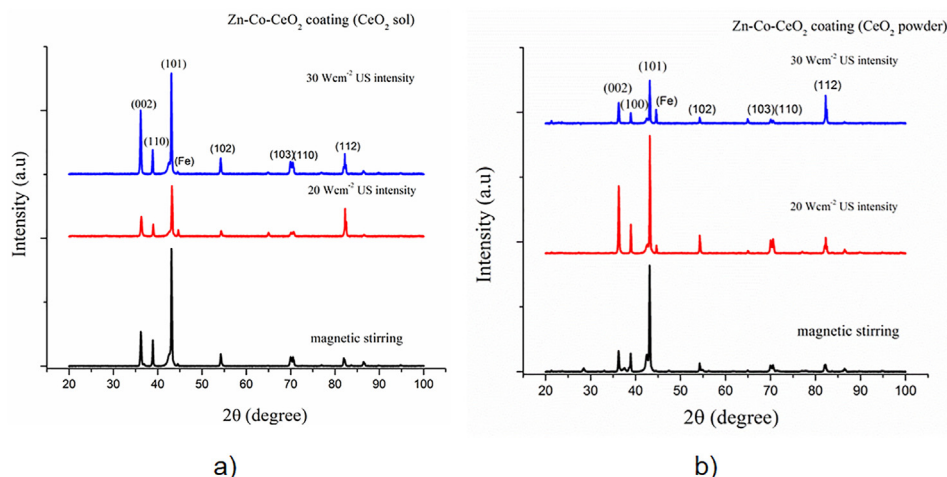 Zn-Co-CeO₂ coating (CeO₂ sol)
30 Wcm⁻² US intensity
(101)
(002)
(110)
(Fe)
(102)
(103)(110)
(112)
20 Wcm⁻² US intensity
magnetic stirring
Intensity (a.u)
20 30 40 50 60 70 80 90 100
2θ (degree)
a)
Zn-Co-CeO₂ coating (CeO₂ powder)
30 Wcm⁻² US intensity
(101)
(002)
(100)
(Fe)
(102)
(103)(110)
(112)
20 Wcm⁻² US intensity
magnetic stirring
Intensity (a.u)
20 30 40 50 60 70 80 90 100
2θ (degree)
b)